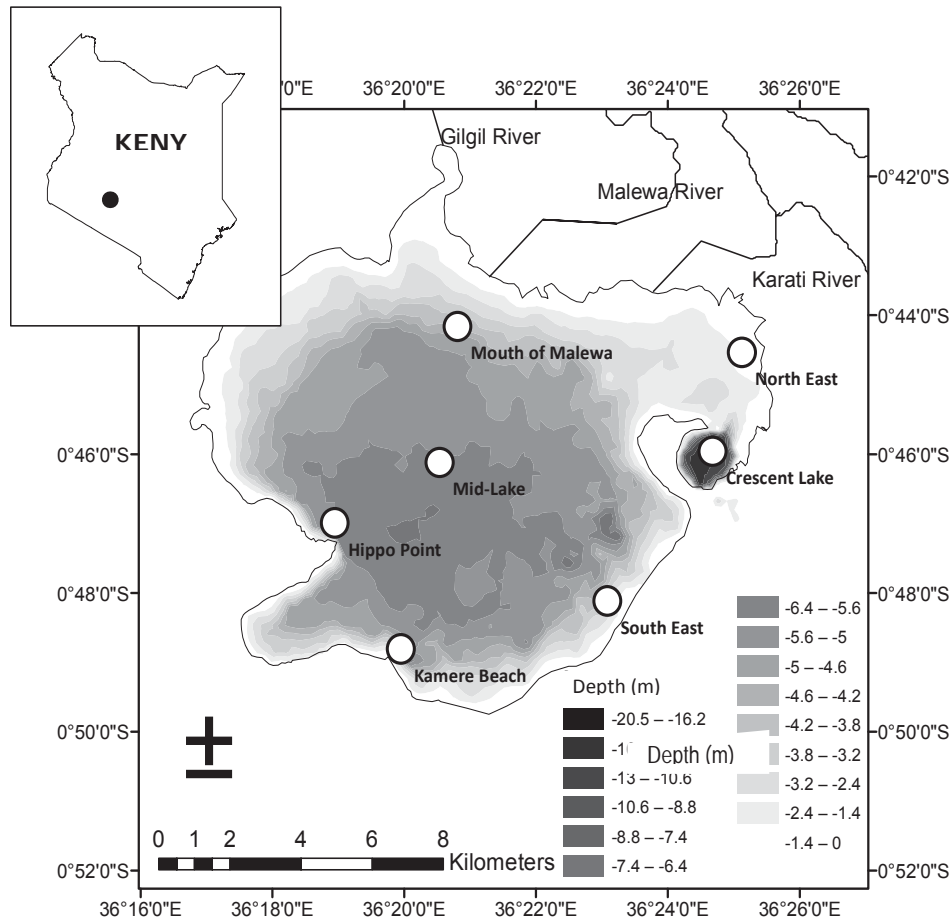 KENY
0"E
36°20'0"E
36°22'0"E
36°24'0"E
36°26'0"E
Gilgil River
0°42'0"S
Malewa River
Karati River
0°44'0"S
Mouth of Malewa
North East
0°46'0"S
0°46'0"S
Crescent Lake
Mid-Lake
Hippo Point
0°48'0"S
0°48'0"S
South East
Kamere Beach
Depth (m)
-20.5 – -16.2
Depth (m)
-13 – -10.6
-10.6 – -8.8
-8.8 – -7.4
-7.4 – -6.4
-6.4 – -5.6
-5.6 – -5
-5 – -4.6
-4.6 – -4.2
-4.2 – -3.8
-3.8 – -3.2
-3.2 – -2.4
-2.4 – -1.4
-1.4 – 0
0°50'0"S
0°50'0"S
0 1 2 4 6 8
Kilometers
0°52'0"S
0°52'0"S
36°16'0"E
36°18'0"E
36°20'0"E
36°22'0"E
36°24'0"E
36°26'0"E